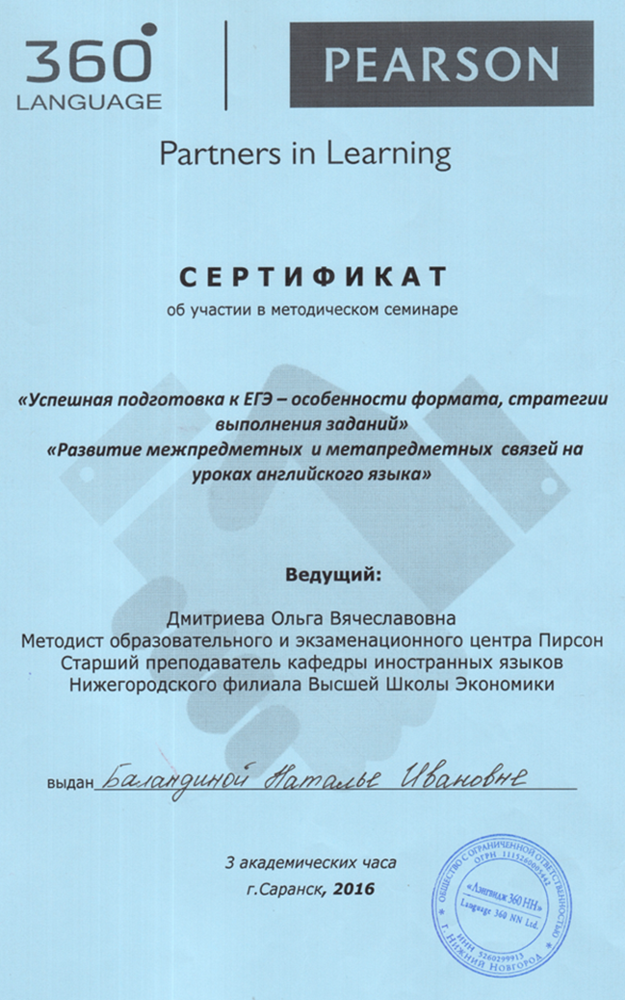 360°
LANGUAGE
PEARSON
Partners in Learning
СЕРТИФИКАТ
об участии в методическом семинаре
«Успешная подготовка к ЕГЭ – особенности формата, стратегии
выполнения заданий»
«Развитие межпредметных и метапредметных связей на
уроках английского языка»
Ведущий:
Дмитриева Ольга Вячеславовна
Методист образовательного и экзаменационного центра Пирсон
Старший преподаватель кафедры иностранных языков
Нижегородского филиала Высшей Школы Экономики
выдан Баландиной Наталье Ивановне
3 академических часа
г.Саранск, 2016
ОБЩЕСТВО С ОГРАНИЧЕННОЙ ОТВЕТСТВЕННОСТЬЮ
ОГРН 1115260005442
«Лэнгвидж 360 НН»
Language 360 NN Ltd.
ИНН 5260299913
* г. Нижний Новгород *